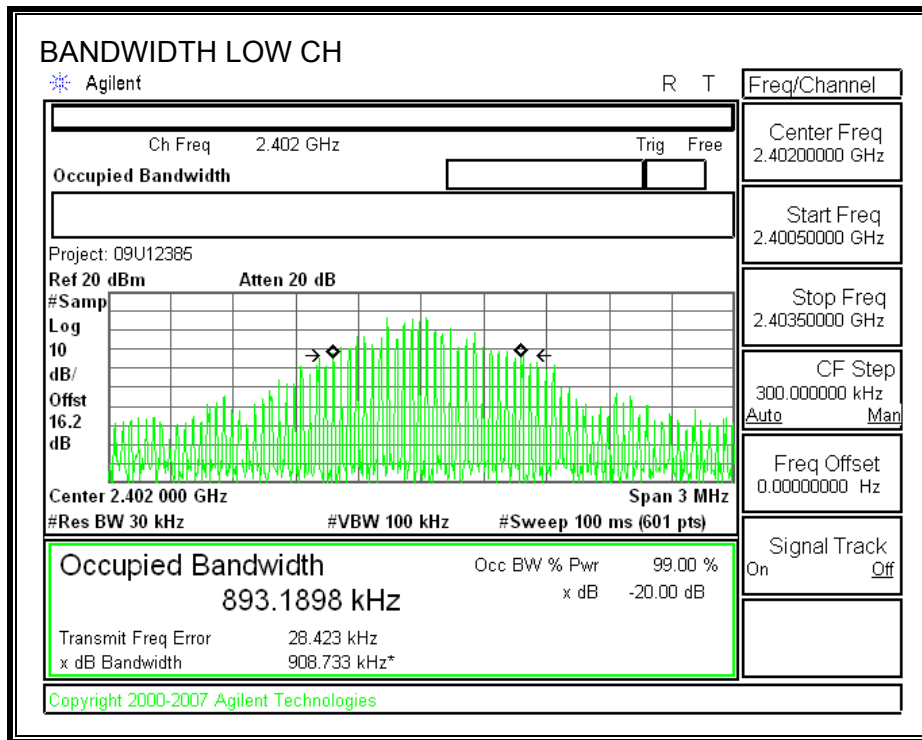 BANDWIDTH LOW CH
Agilent R T
Freq/Channel
Ch Freq 2.402 GHz Trig Free
Occupied Bandwidth
Center Freq
2.40200000 GHz
Start Freq
2.40050000 GHz
Project: 09U12385
Ref 20 dBm Atten 20 dB
#Samp
Log
10
dB/
Offst
16.2
dB
Stop Freq
2.40350000 GHz
CF Step
300.000000 kHz
Auto Man
Center 2.402 000 GHz Span 3 MHz
#Res BW 30 kHz #VBW 100 kHz #Sweep 100 ms (601 pts)
Freq Offset
0.00000000 Hz
Occupied Bandwidth Occ BW % Pwr 99.00 %
893.1898 kHz x dB -20.00 dB
Transmit Freq Error 28.423 kHz
x dB Bandwidth 908.733 kHz*
Signal Track
On Off
Copyright 2000-2007 Agilent Technologies